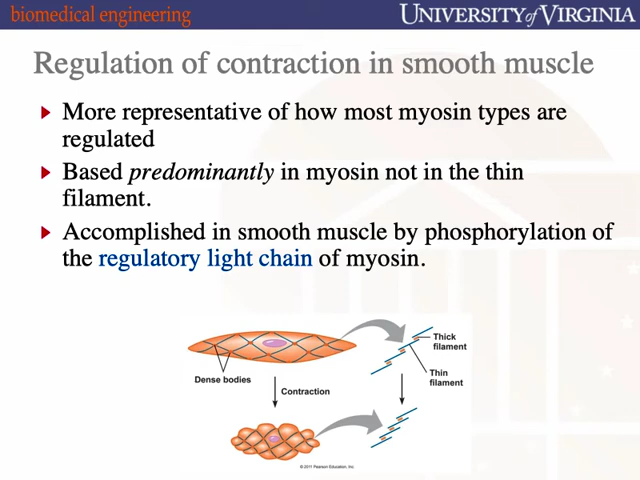 biomedical engineering
UNIVERSITY of VIRGINIA
Regulation of contraction in smooth muscle
More representative of how most myosin types are
regulated
Based predominantly in myosin not in the thin
filament.
Accomplished in smooth muscle by phosphorylation of
the regulatory light chain of myosin.
Thick
filament
Thin
filament
Dense bodies
Contraction
© 2011 Pearson Education, Inc.